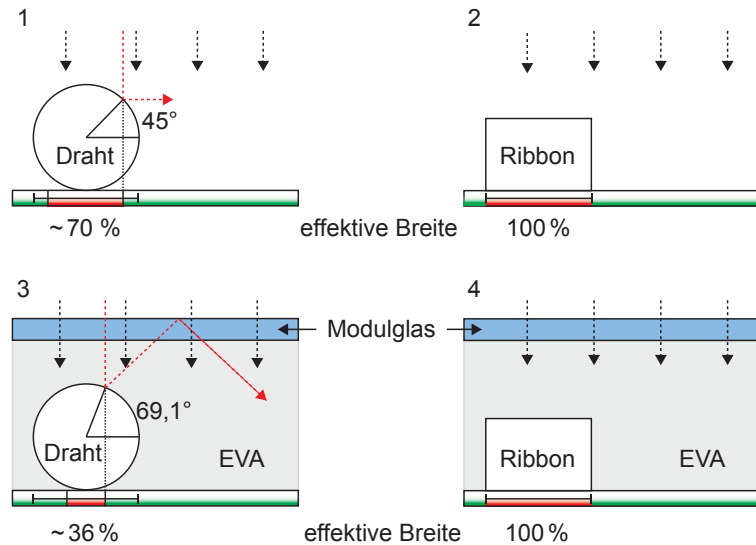 1
2
45°
Draht
Ribbon
~70 %
effektive Breite
100 %
3
4
Modulglas
69,1°
Draht
EVA
Ribbon
EVA
~36 %
effektive Breite
100 %